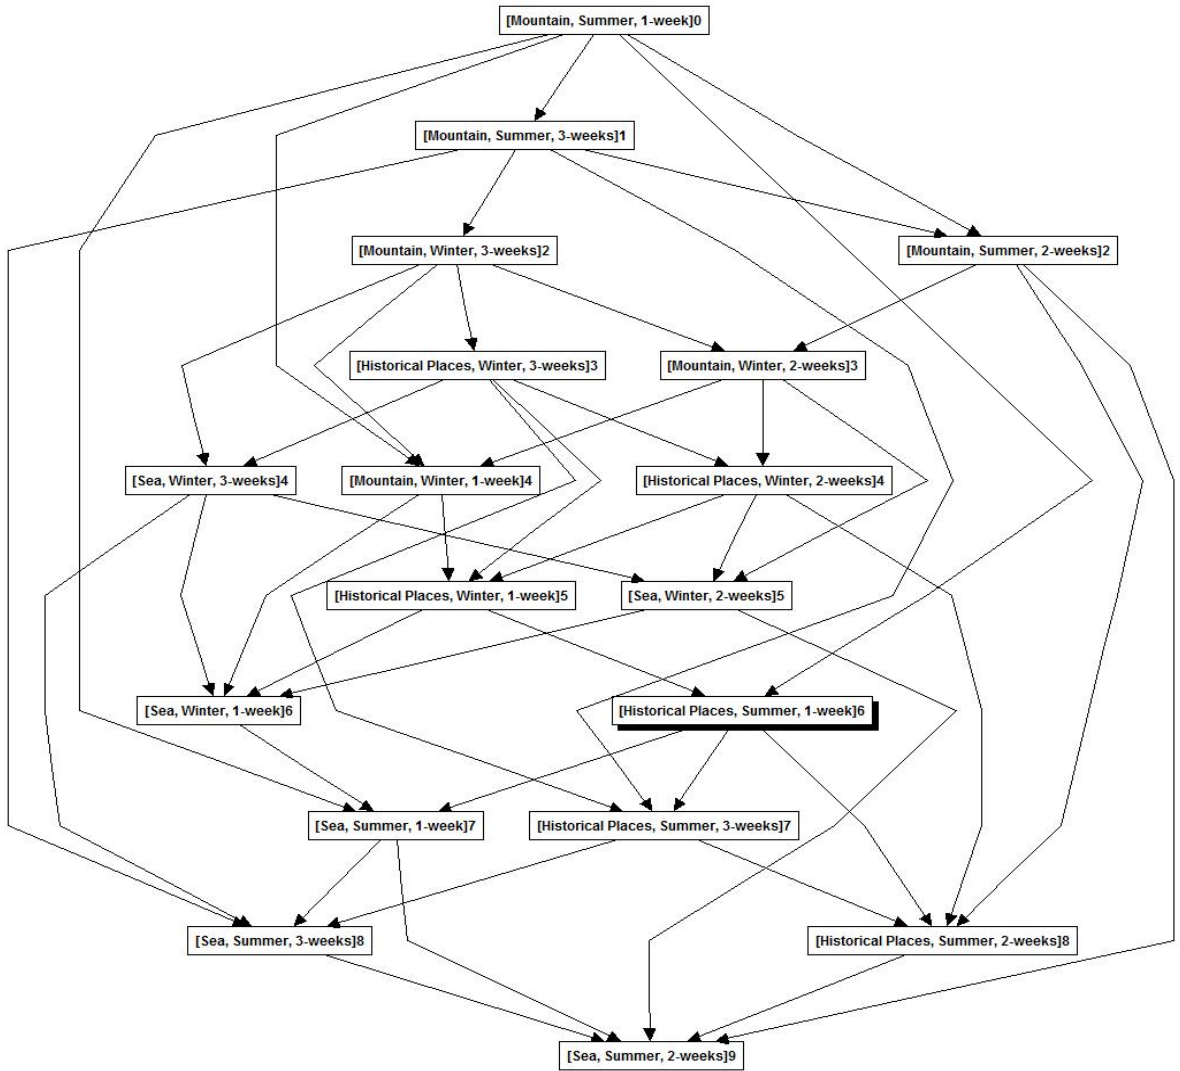 [Mountain, Summer, 1-week]0
[Mountain, Summer, 3-weeks]1
[Mountain, Winter, 3-weeks]2
[Mountain, Summer, 2-weeks]2
[Historical Places, Winter, 3-weeks]3
[Mountain, Winter, 2-weeks]3
[Sea, Winter, 3-weeks]4
[Mountain, Winter, 1-week]4
[Historical Places, Winter, 2-weeks]4
[Historical Places, Winter, 1-week]5
[Sea, Winter, 2-weeks]5
[Sea, Winter, 1-week]6
[Historical Places, Summer, 1-week]6
[Sea, Summer, 1-week]7
[Historical Places, Summer, 3-weeks]7
[Sea, Summer, 3-weeks]8
[Historical Places, Summer, 2-weeks]8
[Sea, Summer, 2-weeks]9